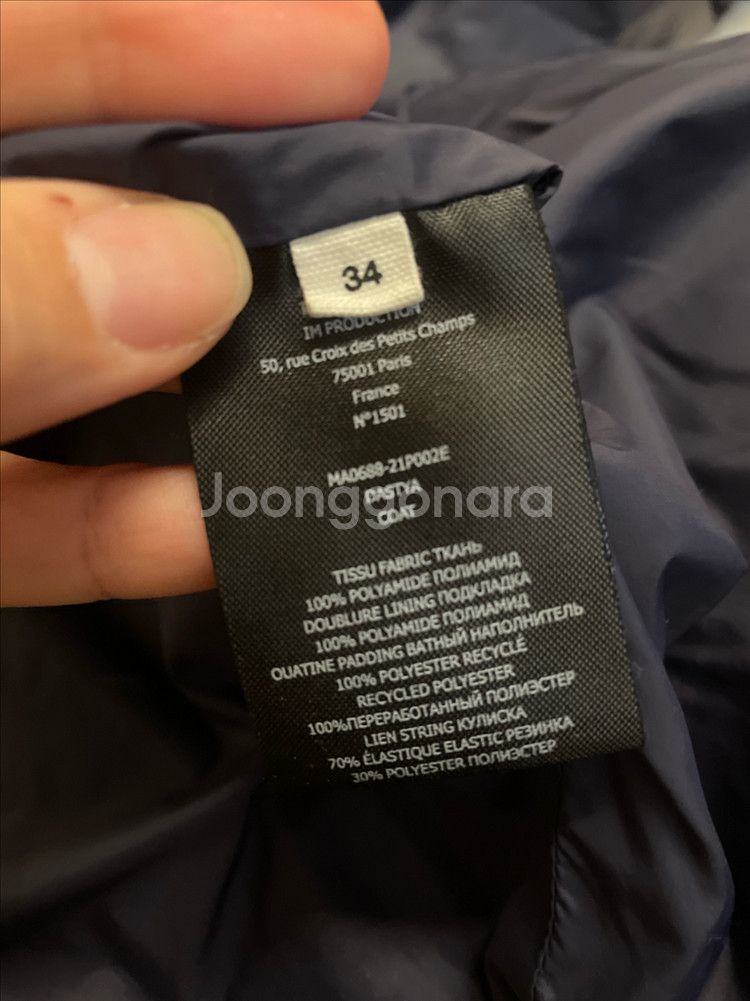 34
IM PRODUCTION
50, rue Croix des Petits Champs
75001 Paris
France
N°1501
MA0688-21P002E
DASTYA
COAT
Joonggonara
TISSU FABRIC ТКАНЬ
100% POLYAMIDE ПОЛИАМИД
DOUBLURE LINING ПОДКЛАДКА
100% POLYAMIDE ПОЛИАМИД
OUATINE PADDING ВАТНЫЙ НАПОЛНИТЕЛЬ
100% POLYESTER RECYCLÉ
RECYCLED POLYESTER
100%ПЕРЕРАБОТАННЫЙ ПОЛИЭСТЕР
LIEN STRING КУЛИСКА
70% ÉLASTIQUE ELASTIC РЕЗИНКА
30% POLYESTER ПОЛИЭСТЕР